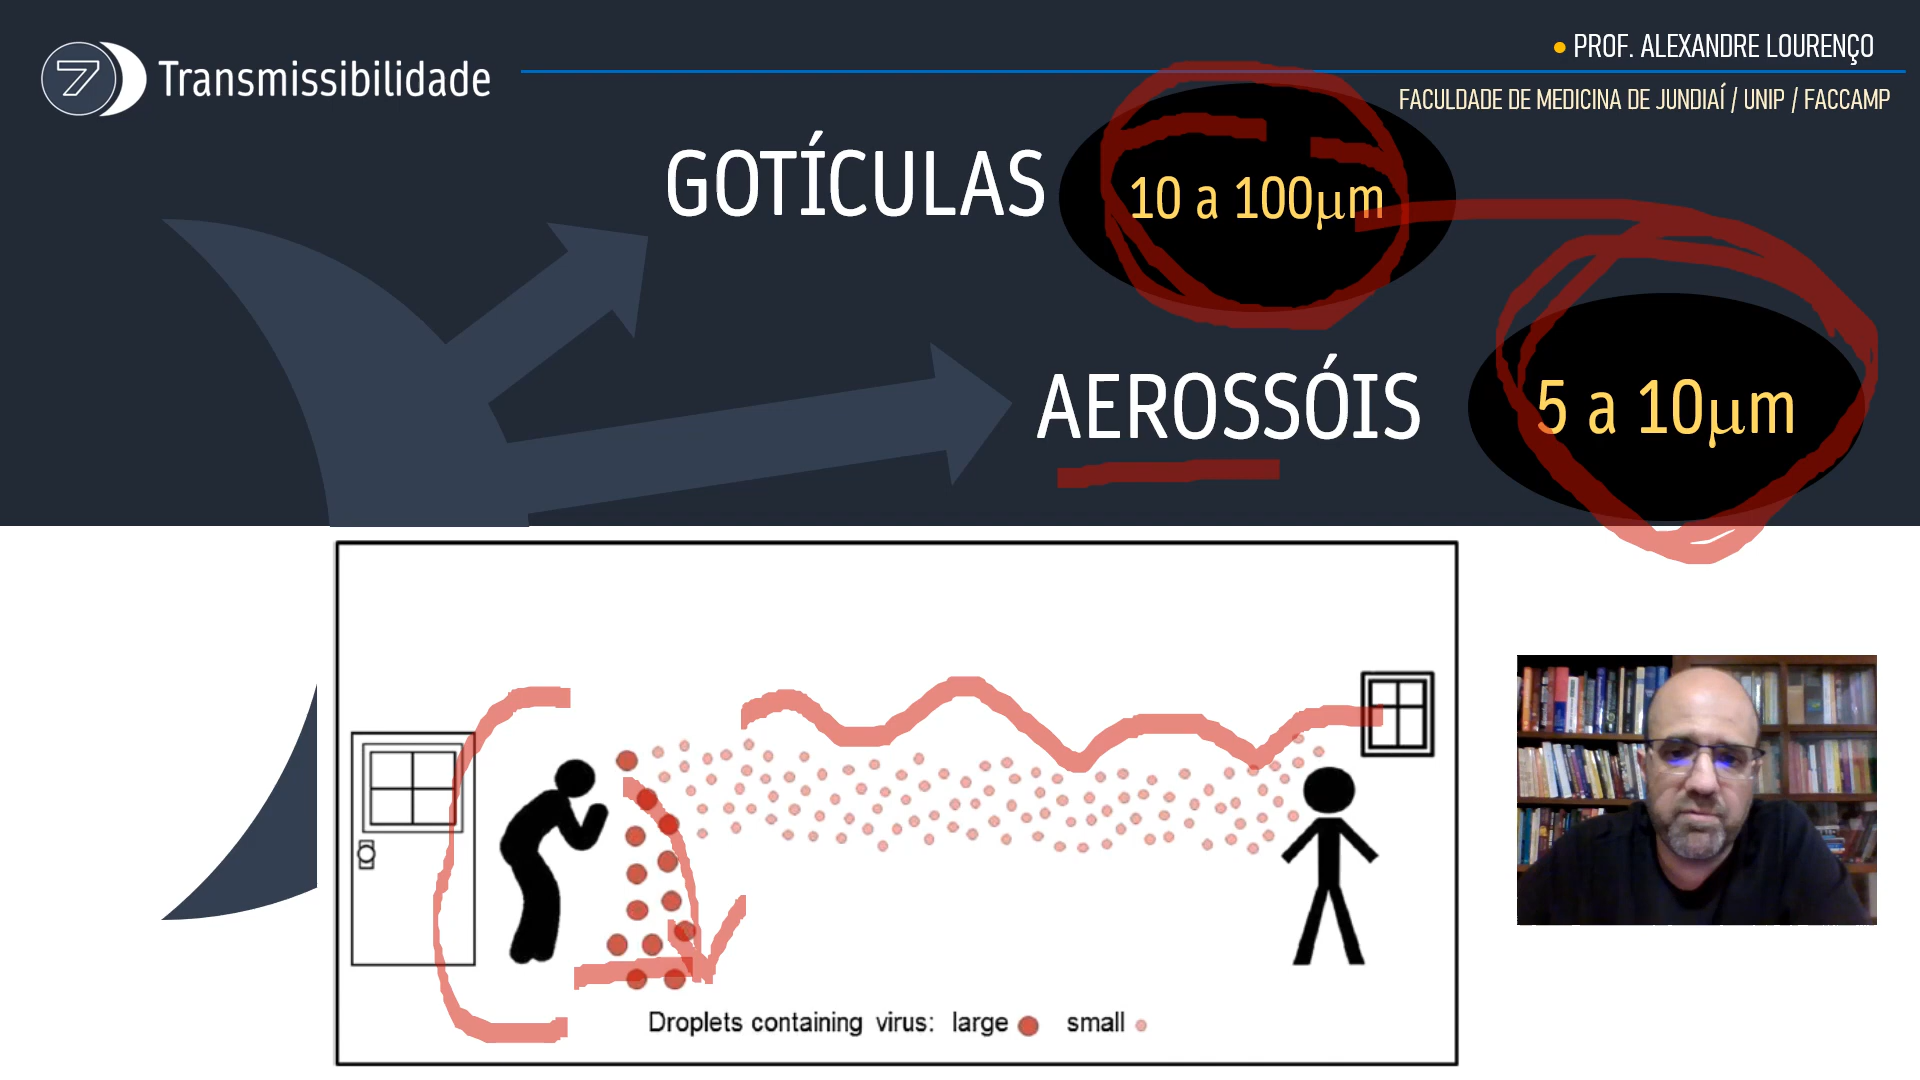 7 Transmissibilidade
• PROF. ALEXANDRE LOURENÇO
FACULDADE DE MEDICINA DE JUNDIAÍ / UNIP / FACCAMP
GOTÍCULAS 10 a 100μm
AEROSSÓIS 5 a 10μm
Droplets containing virus: large small